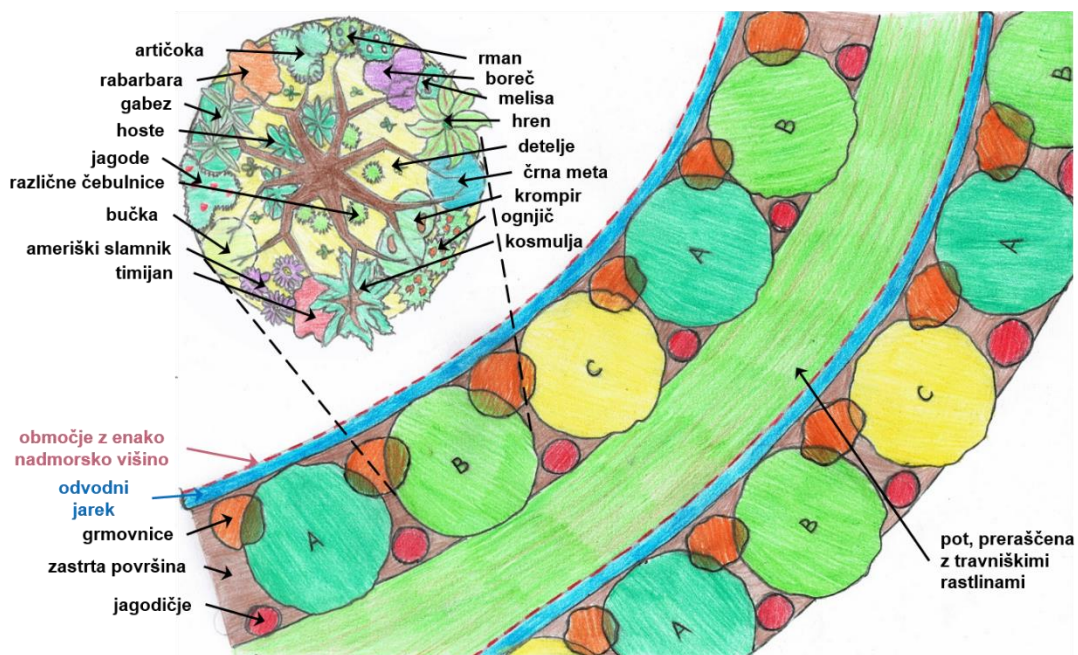 artičoka
rabarbara
gabez
hoste
jagode
različne čebulnice
bučka
ameriški slamnik
timijan
rman
boreč
melisa
hren
detelje
črna meta
krompir
ognjič
kosmulja
območje z enako
nadmorsko višino
odvodni
jarek
grmovnice
zastrta površina
jagodičje
pot, preraščena
z travniškimi
rastlinami
A
B
C
A
B
A
B
C
A
B